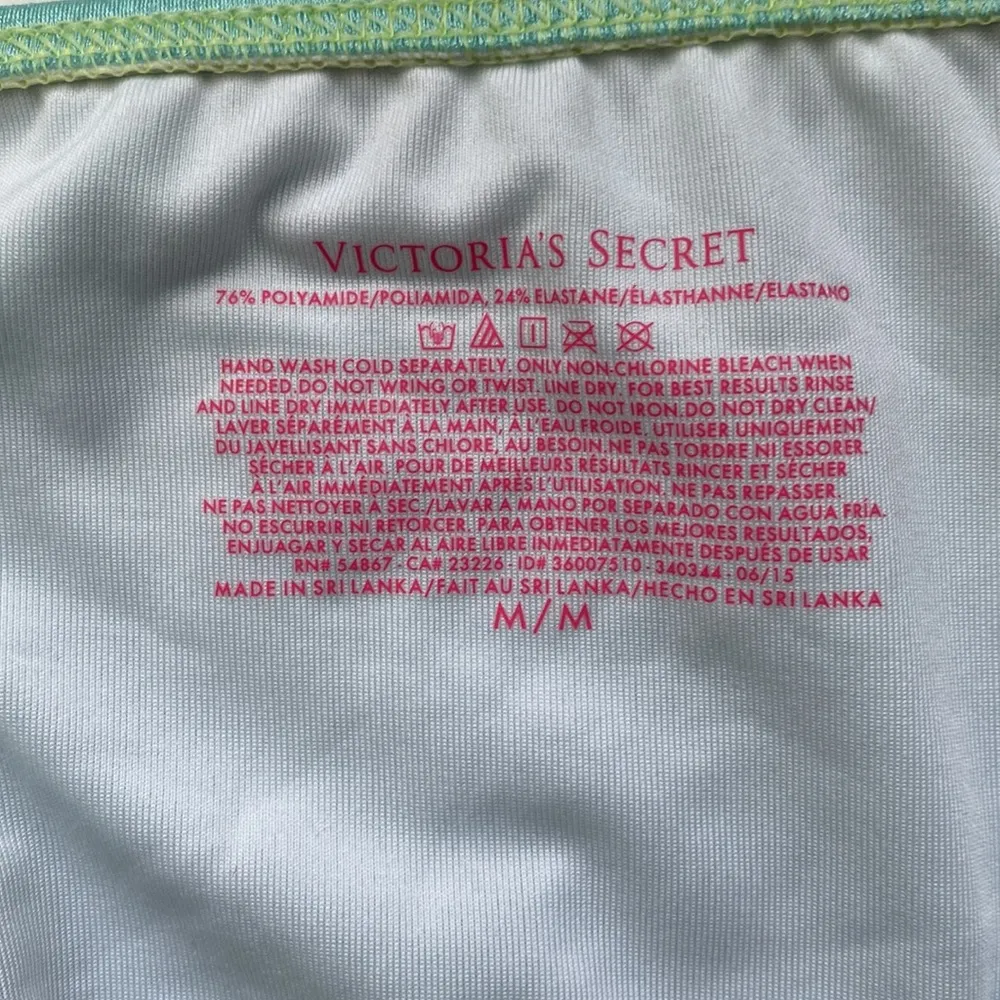 VICTORIA'S SECRET
76% POLYAMIDE/POLIAMIDA, 24% ELASTANE/ÉLASTHANNE/ELASTANO
HAND WASH COLD SEPARATELY. ONLY NON-CHLORINE BLEACH WHEN
NEEDED.DO NOT WRING OR TWIST. LINE DRY. FOR BEST RESULTS RINSE
AND LINE DRY IMMEDIATELY AFTER USE. DO NOT IRON.DO NOT DRY CLEAN/
LAVER SÉPARÉMENT À LA MAIN, À L'EAU FROIDE, UTILISER UNIQUEMENT
DU JAVELLISANT SANS CHLORE, AU BESOIN.NE PAS TORDRE NI ESSORER.
SÉCHER À L'AIR. POUR DE MEILLEURS RÉSULTATS RINCER ET SÉCHER
À L'AIR IMMÉDIATEMENT APRÈS L'UTILISATION. NE PAS REPASSER.
NE PAS NETTOYER À SEC./LAVAR A MANO POR SEPARADO CON AGUA FRÍA.
NO ESCURRIR NI RETORCER. PARA OBTENER LOS MEJORES RESULTADOS,
ENJUAGAR Y SECAR AL AIRE LIBRE INMEDIATAMENTE DESPUÉS DE USAR
RN# 54867 - CA# 23226 - ID# 36007510 - 340344 - 06/15
MADE IN SRI LANKA/FAIT AU SRI LANKA/HECHO EN SRI LANKA
M/M